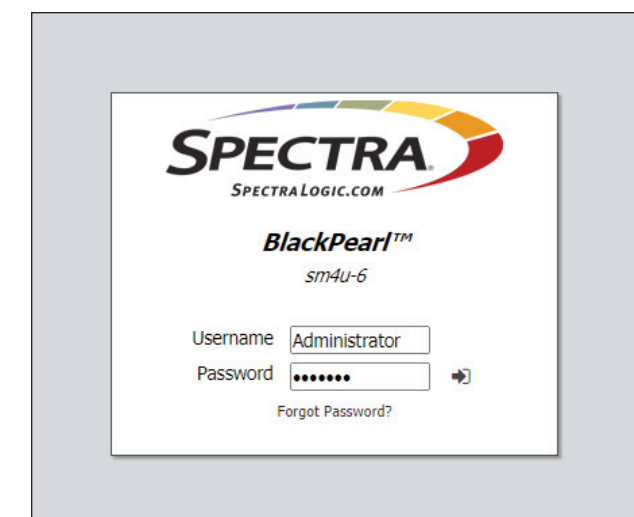 SPECTRA®
SPECTRALOGIC.COM
BlackPearl™
sm4u-6
Username Administrator
Password •••••••
Forgot Password?